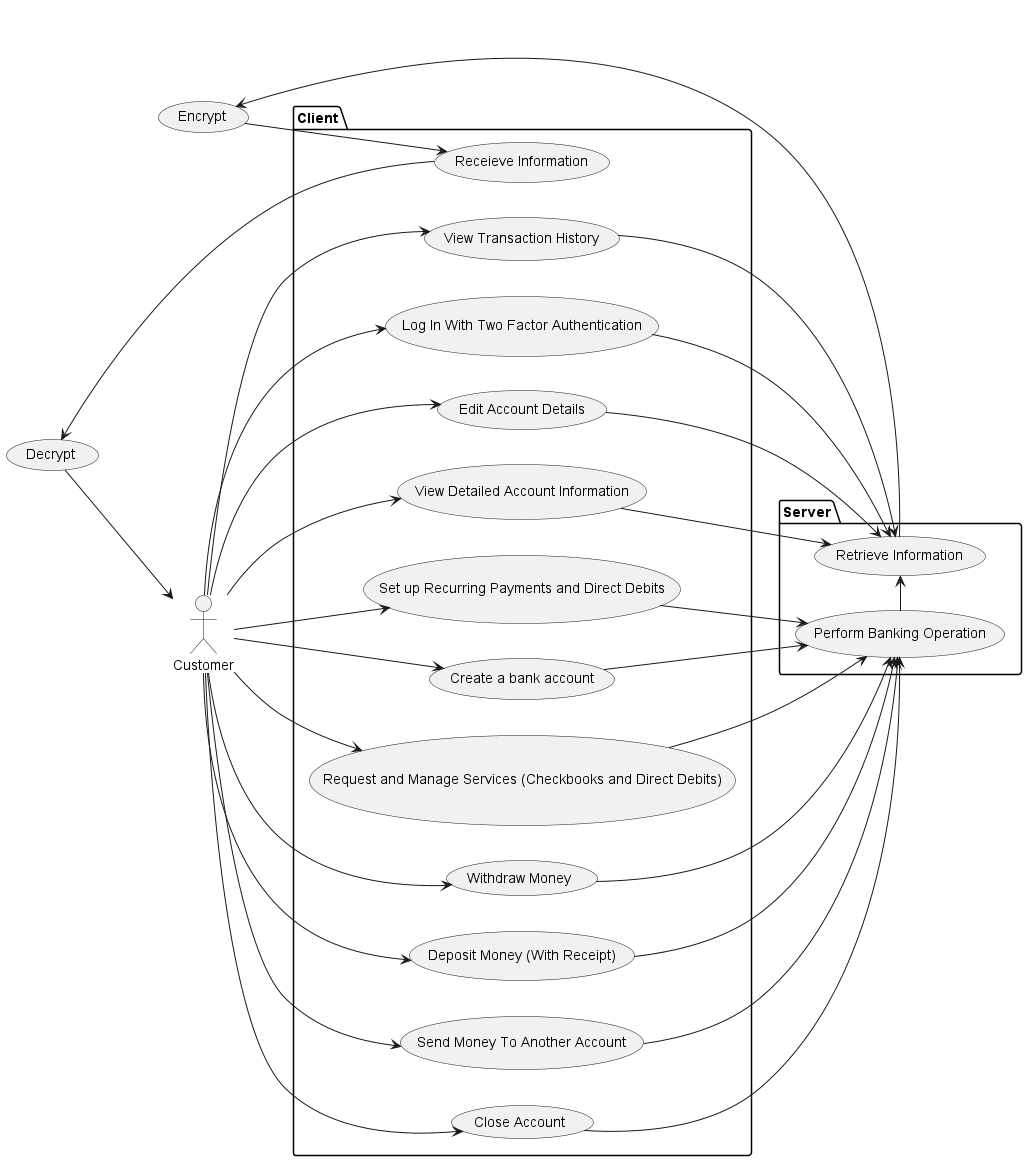 Encrypt
Client
Receieve Information
View Transaction History
Log In With Two Factor Authentication
Edit Account Details
Decrypt
View Detailed Account Information
Server
Retrieve Information
Set up Recurring Payments and Direct Debits
Perform Banking Operation
Customer
Create a bank account
Request and Manage Services (Checkbooks and Direct Debits)
Withdraw Money
Deposit Money (With Receipt)
Send Money To Another Account
Close Account